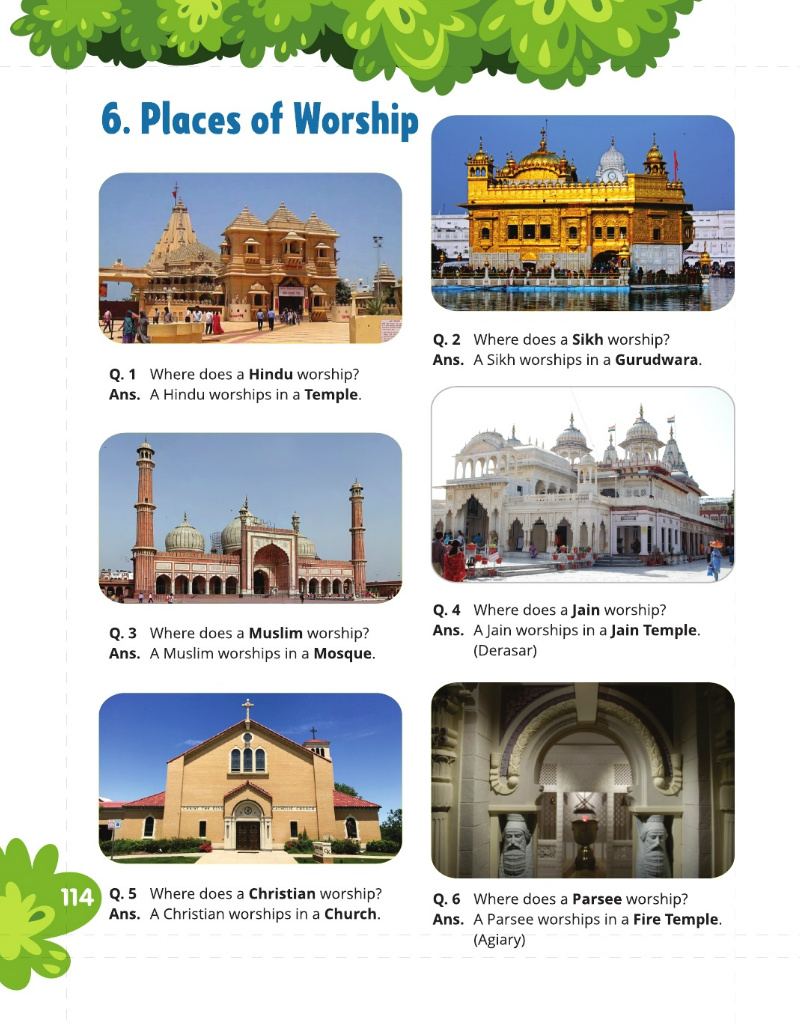 6. Places of Worship
Q. 1 Where does a Hindu worship?
Ans. A Hindu worships in a Temple.
Q. 2 Where does a Sikh worship?
Ans. A Sikh worships in a Gurudwara.
Q. 3 Where does a Muslim worship?
Ans. A Muslim worships in a Mosque.
Q. 4 Where does a Jain worship?
Ans. A Jain worships in a Jain Temple.
(Derasar)
Q. 5 Where does a Christian worship?
Ans. A Christian worships in a Church.
Q. 6 Where does a Parsee worship?
Ans. A Parsee worships in a Fire Temple.
(Agiary)
114